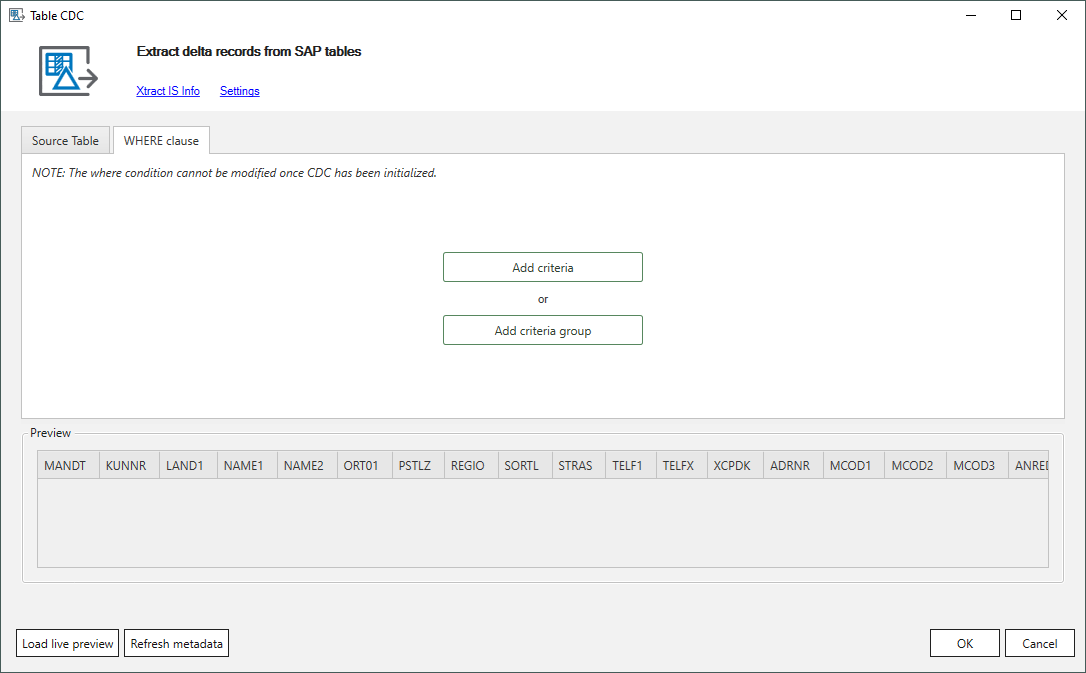 Table CDC
Extract delta records from SAP tables
Xtract IS Info Settings
Source Table WHERE clause
NOTE: The where condition cannot be modified once CDC has been initialized.
Add criteria
or
Add criteria group
Preview
MANDT KUNNR LAND1 NAME1 NAME2 ORT01 PSTLZ REGIO SORTL STRAS TELF1 TELFX XCPDK ADRNR MCOD1 MCOD2 MCOD3 ANRED
Load live preview Refresh metadata OK Cancel